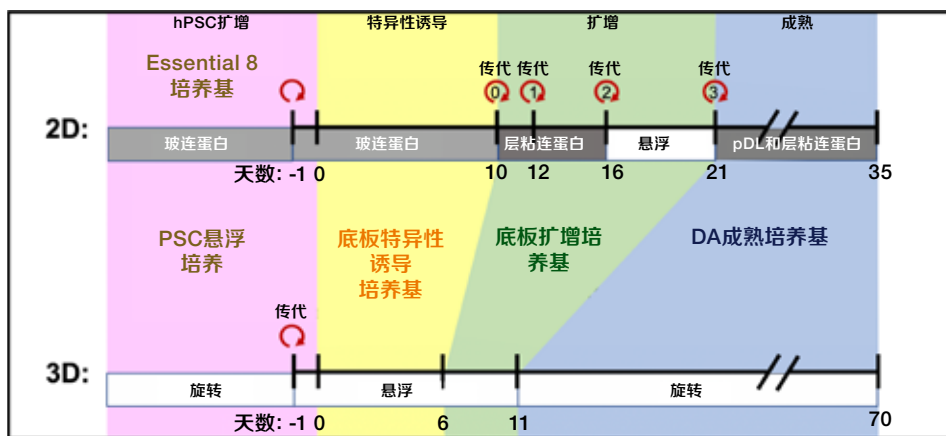 hPSC扩增 特异性诱导 扩增 成熟
Essential 8
培养基
传代 传代 传代 传代
0 1 2 3
2D:
玻连蛋白 玻连蛋白 层粘连蛋白 悬浮 pDL和层粘连蛋白
天数: -1 0 10 12 16 21 35
PSC悬浮
培养
底板特异性
诱导
培养基
底板扩增培
养基
DA成熟培养基
传代
3D:
旋转 悬浮 旋转
天数: -1 0 6 11 70